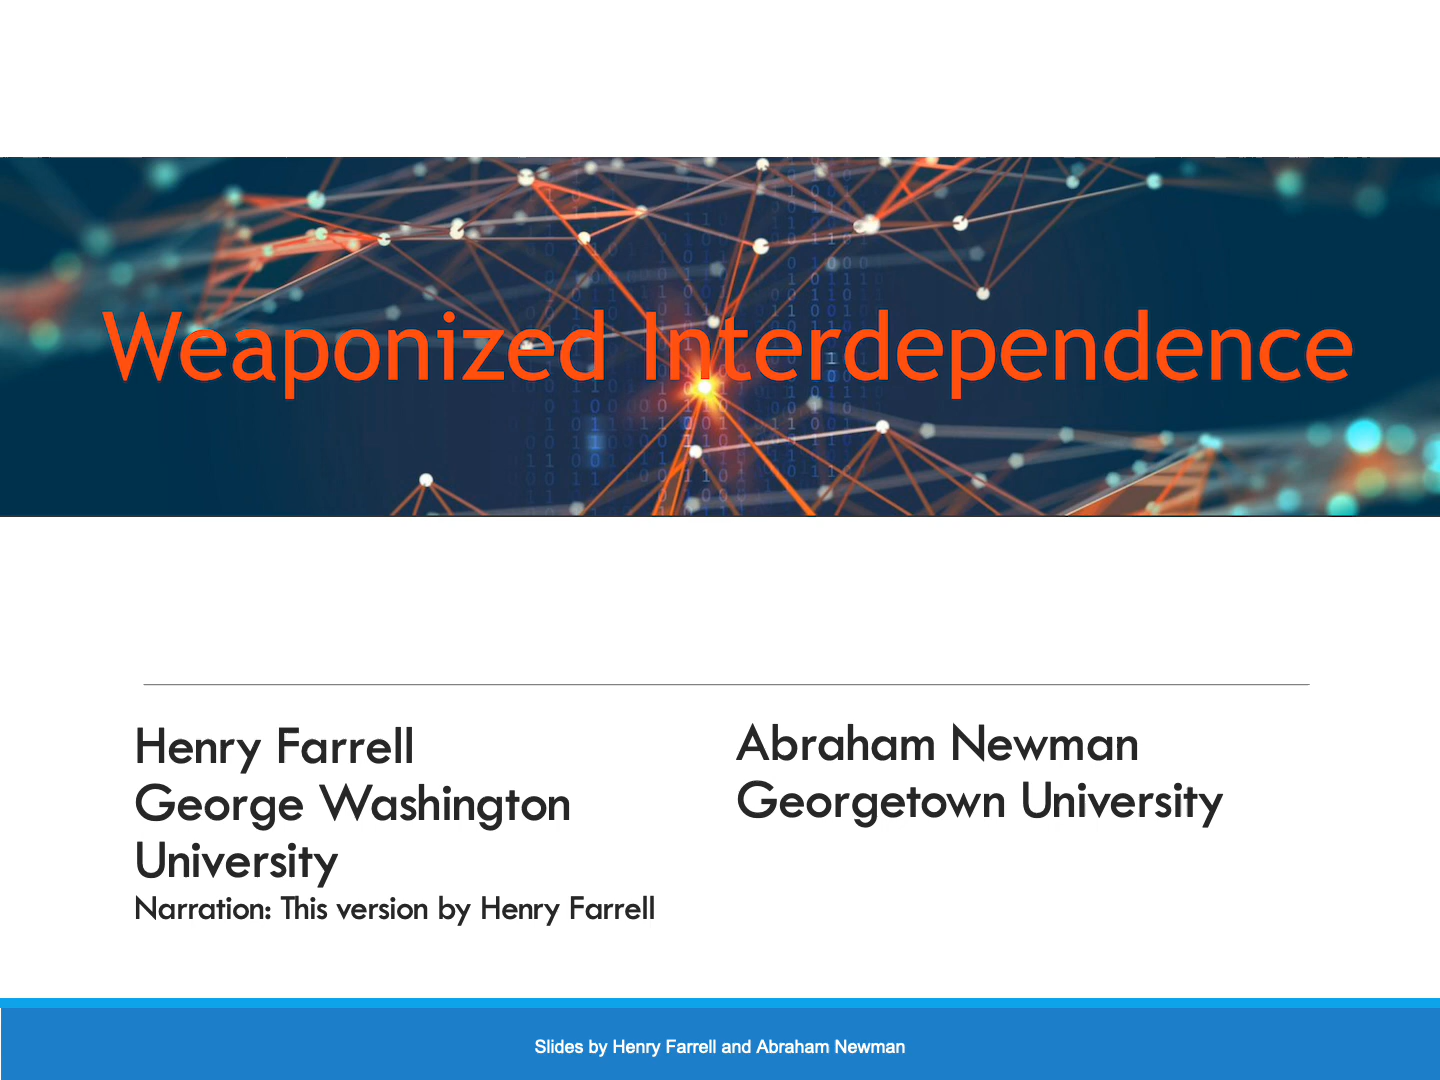 Weaponized Interdependence
Henry Farrell
George Washington
University
Narration: This version by Henry Farrell
Abraham Newman
Georgetown University
Slides by Henry Farrell and Abraham Newman